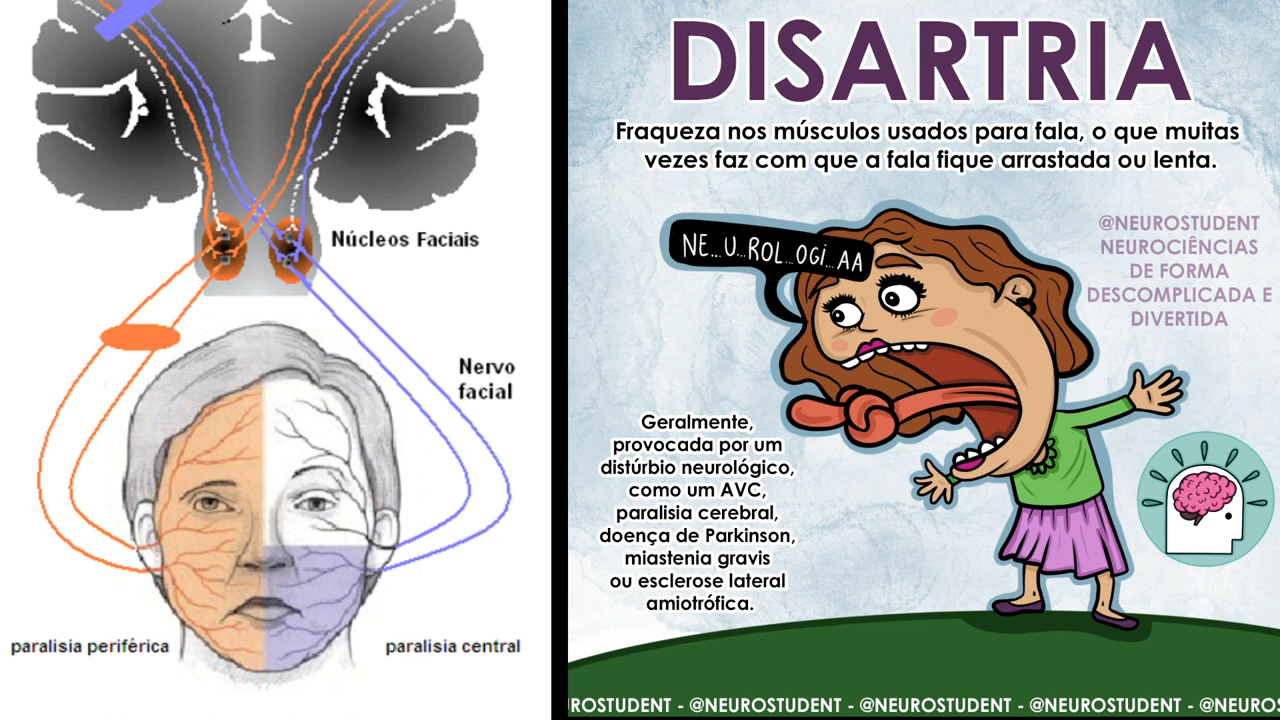 Núcleos Faciais
Nervo
facial
paralisia periférica
paralisia central
DISARTRIA
Fraqueza nos músculos usados para fala, o que muitas
vezes faz com que a fala fique arrastada ou lenta.
NE...U...ROL...OGi...AA
@NEUROSTUDENT
NEUROCIÊNCIAS
DE FORMA
DESCOMPLICADA E
DIVERTIDA
Geralmente,
provocada por um
distúrbio neurológico,
como um AVC,
paralisia cerebral,
doença de Parkinson,
miastenia gravis
ou esclerose lateral
amiotrófica.
ROSTUDENT - @NEUROSTUDENT - @NEUROSTUDENT - @NEUROSTUDENT - @NEUROS